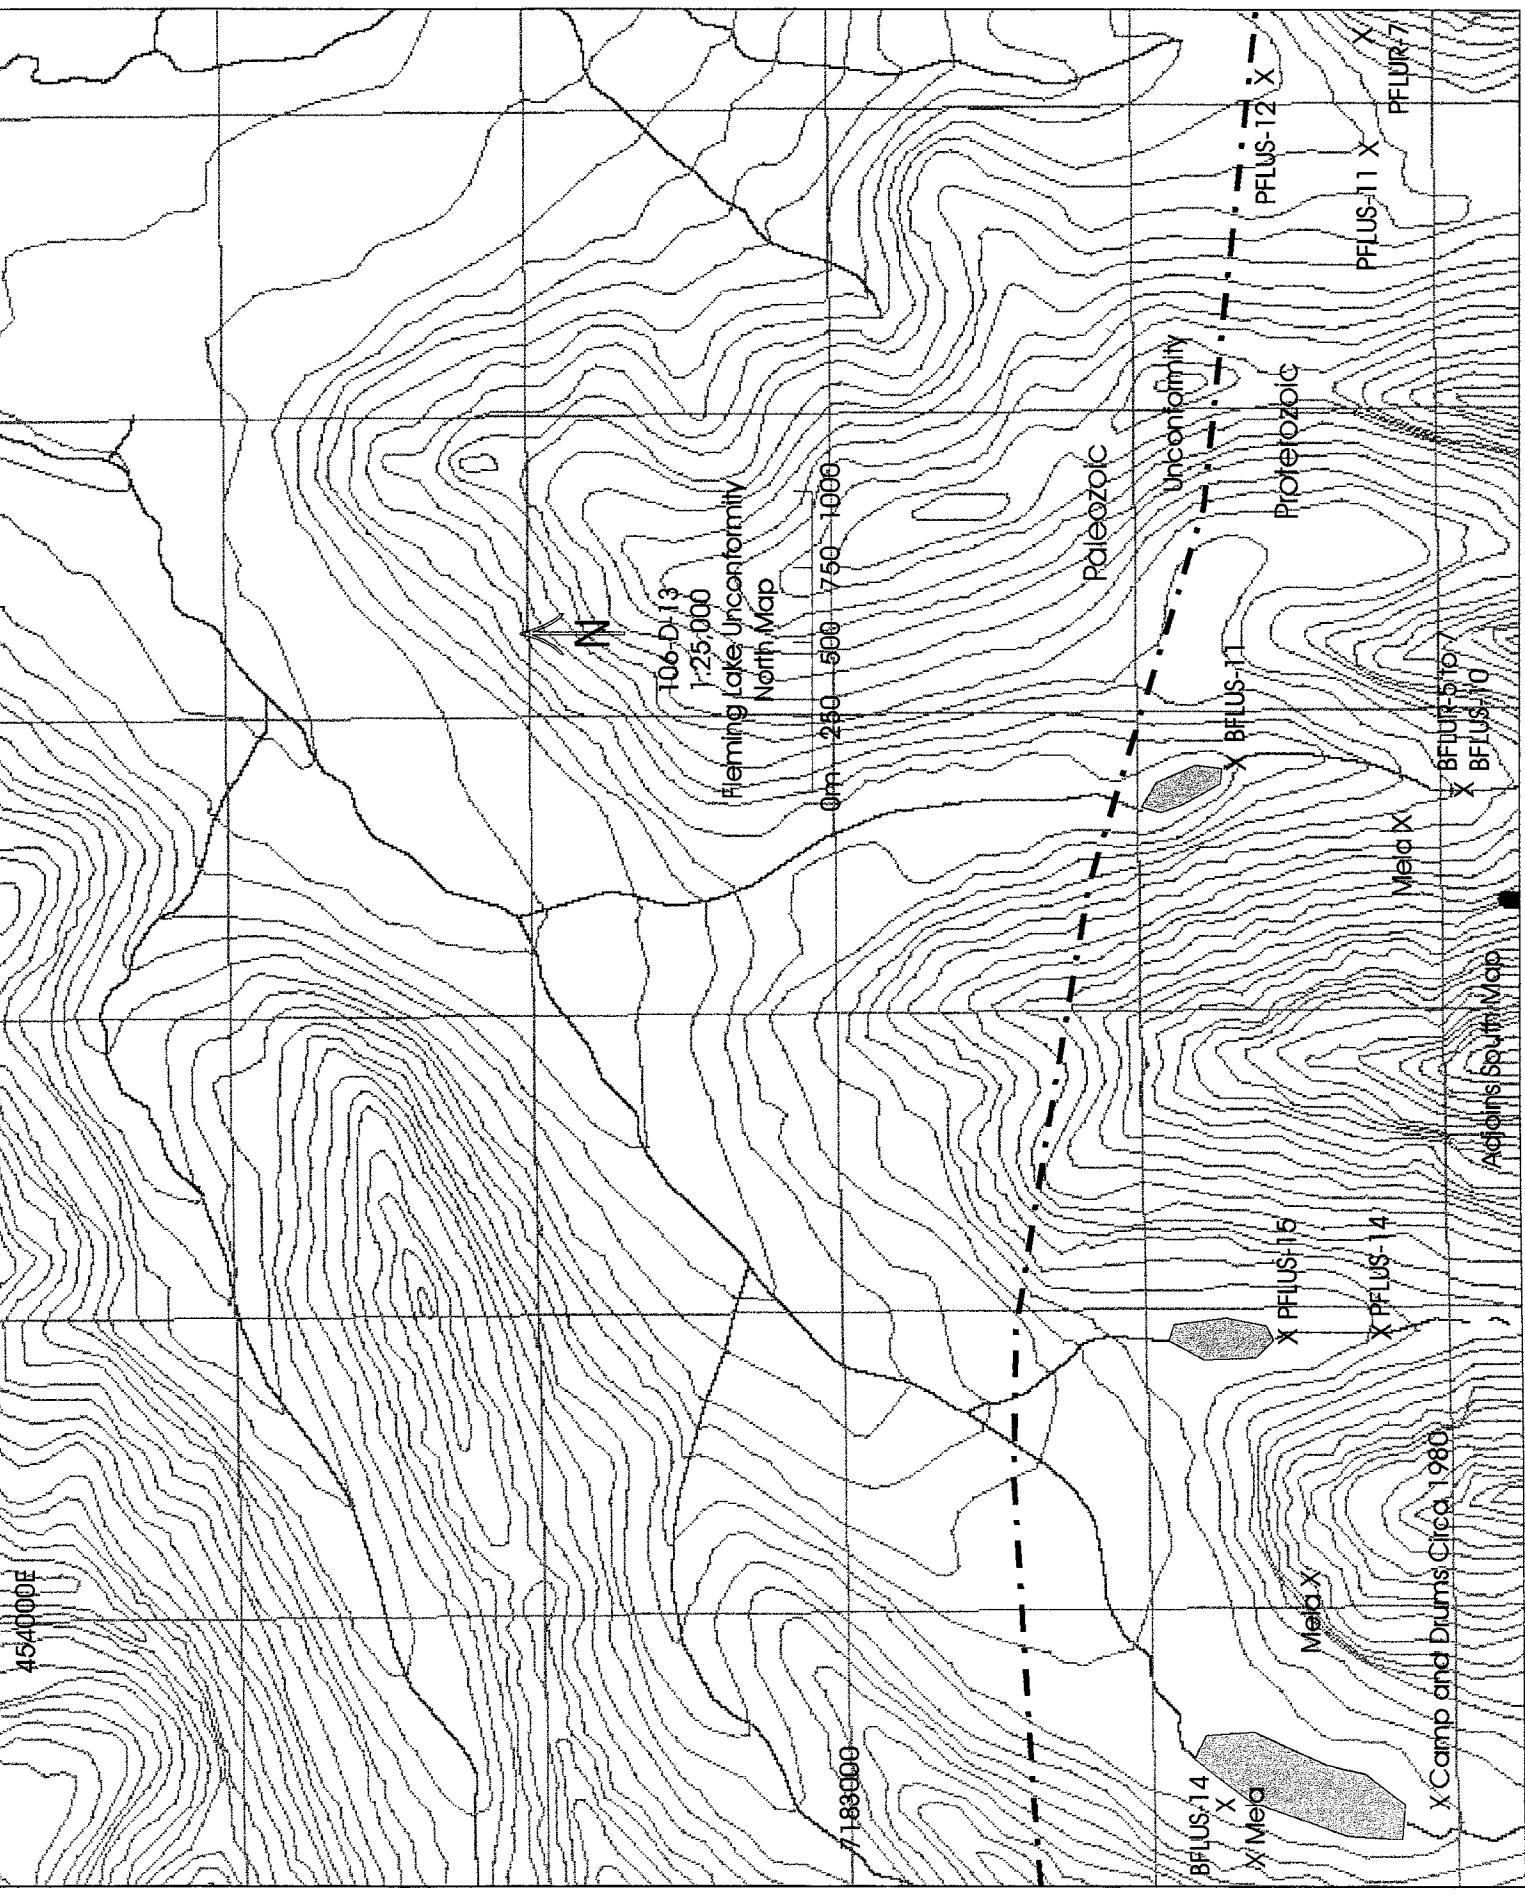 454000E
7183000
106-D-13
1:25,000
Fleming Lake Unconformity
North Map
N
0m 250 500 750 1000
Paleozoic
Unconformity
Proterozoic
PFLUS-12 X
PFLUS-11 X
X
PFLUR-7
X BFLUS-11
BFLUR-5 to 7
BFLUS-10
X
Mela X
Adjoins South Map
X PFLUS-15
X PFLUS-14
Mela X
BFLUS-14
X
X Mela
X Camp and Drums Circa 1980